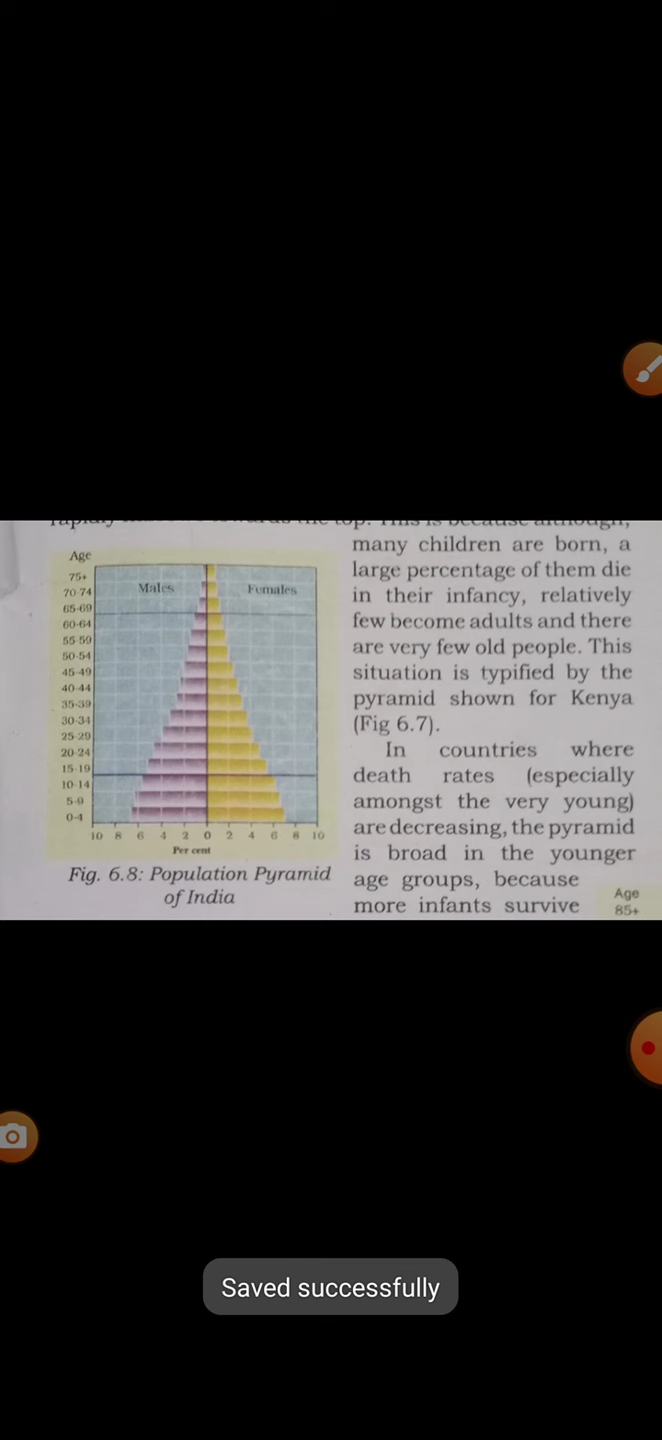 Age
75+
70-74
65-69
60-64
55-59
50-54
45-49
40-44
35-39
30-34
25-29
20-24
15-19
10-14
5-9
0-4
Males Females
10 8 6 4 2 0 2 4 6 8 10
Per cent
Fig. 6.8: Population Pyramid
of India
top. This is because although,
many children are born, a
large percentage of them die
in their infancy, relatively
few become adults and there
are very few old people. This
situation is typified by the
pyramid shown for Kenya
(Fig 6.7).
In countries where
death rates (especially
amongst the very young)
are decreasing, the pyramid
is broad in the younger
age groups, because
more infants survive
Age
85+
Saved successfully